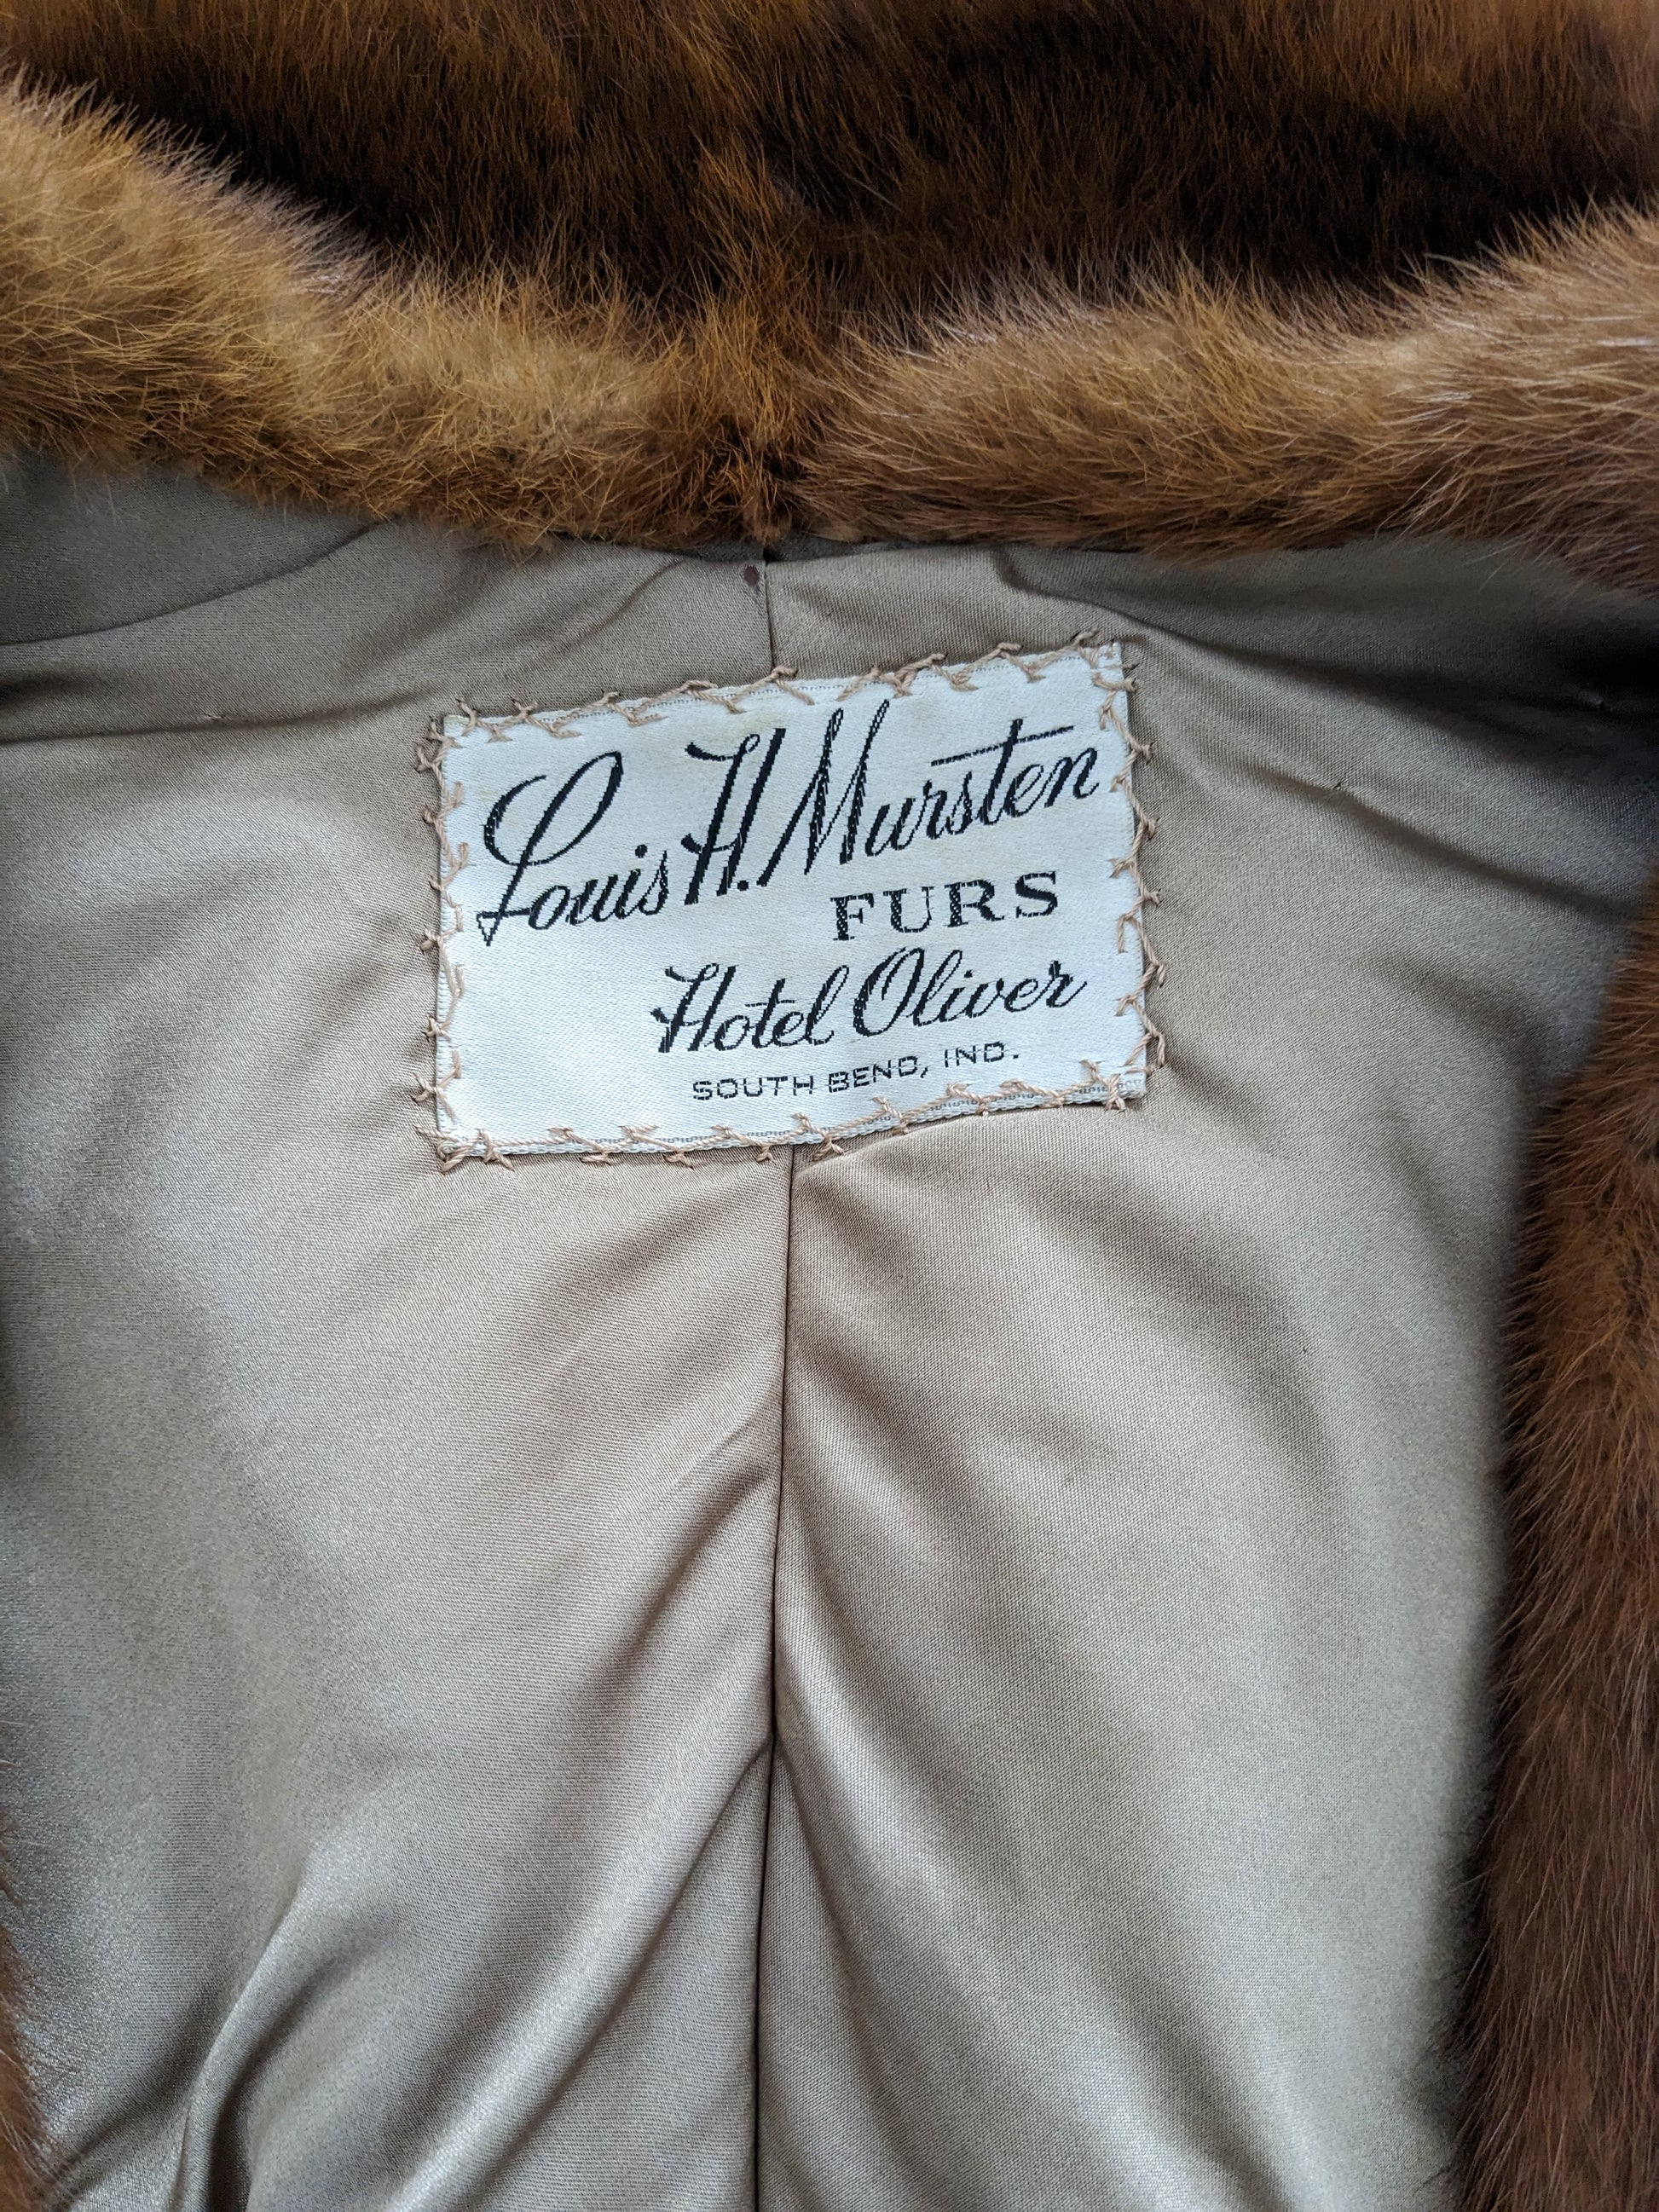 Louis H. Mursten
FURS
Hotel Oliver
SOUTH BEND, IND.